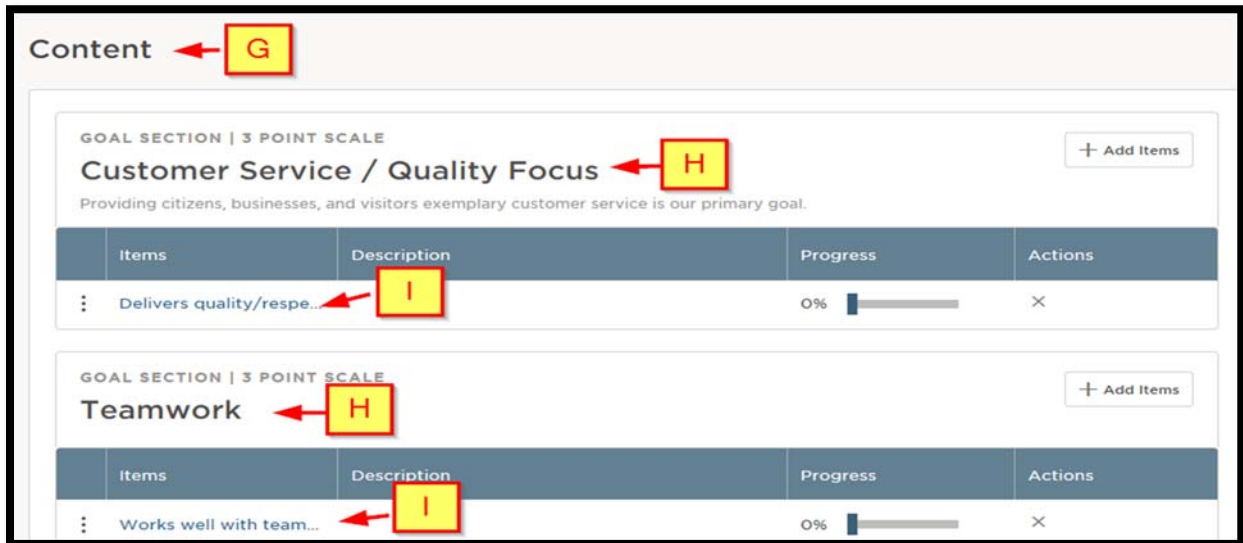 Content G
GOAL SECTION | 3 POINT SCALE
Customer Service / Quality Focus H
+ Add Items
Providing citizens, businesses, and visitors exemplary customer service is our primary goal.
Items Description Progress Actions
Delivers quality/respe... I 0% ×
GOAL SECTION | 3 POINT SCALE
Teamwork H
+ Add Items
Items Description Progress Actions
Works well with team... I 0% ×